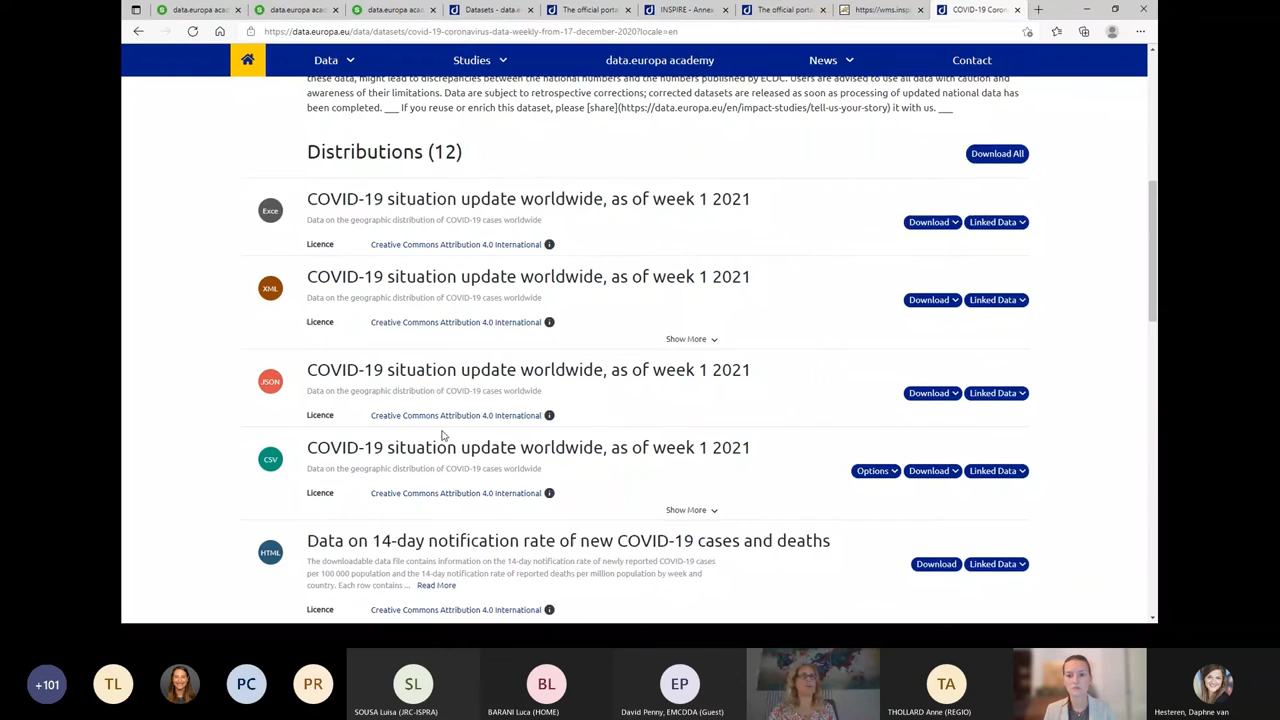 data.europa aca
data.europa aca
data.europa aca
Datasets - data.e
The official porta
INSPIRE - Annex
The official porta
https://wms.insp
COVID-19 Coron
https://data.europa.eu/data/datasets/covid-19-coronavirus-data-weekly-from-17-december-2020?locale=en
Data
Studies
data.europa academy
News
Contact
these data, might lead to discrepancies between the national numbers and the numbers published by ECDC. Users are advised to use all data with caution and
awareness of their limitations. Data are subject to retrospective corrections; corrected datasets are released as soon as processing of updated national data has
been completed. ___ If you reuse or enrich this dataset, please [share](https://data.europa.eu/en/impact-studies/tell-us-your-story) it with us. ___
Distributions (12)
Download All
Exce
COVID-19 situation update worldwide, as of week 1 2021
Data on the geographic distribution of COVID-19 cases worldwide
Download
Linked Data
Licence
Creative Commons Attribution 4.0 International
XML
COVID-19 situation update worldwide, as of week 1 2021
Data on the geographic distribution of COVID-19 cases worldwide
Download
Linked Data
Licence
Creative Commons Attribution 4.0 International
Show More
JSON
COVID-19 situation update worldwide, as of week 1 2021
Data on the geographic distribution of COVID-19 cases worldwide
Download
Linked Data
Licence
Creative Commons Attribution 4.0 International
CSV
COVID-19 situation update worldwide, as of week 1 2021
Data on the geographic distribution of COVID-19 cases worldwide
Options
Download
Linked Data
Licence
Creative Commons Attribution 4.0 International
Show More
HTML
Data on 14-day notification rate of new COVID-19 cases and deaths
The downloadable data file contains information on the 14-day notification rate of newly reported COVID-19 cases
per 100 000 population and the 14-day notification rate of reported deaths per million population by week and
country. Each row contains ... Read More
Download
Linked Data
Licence
Creative Commons Attribution 4.0 International
+101
TL
PC
PR
SL
BL
EP
TA
SOUSA Luisa (JRC-ISPRA)
BARANI Luca (HOME)
David Penny, EMCDDA (Guest)
THOLLARD Anne (REGIO)
Hesteren, Daphne van